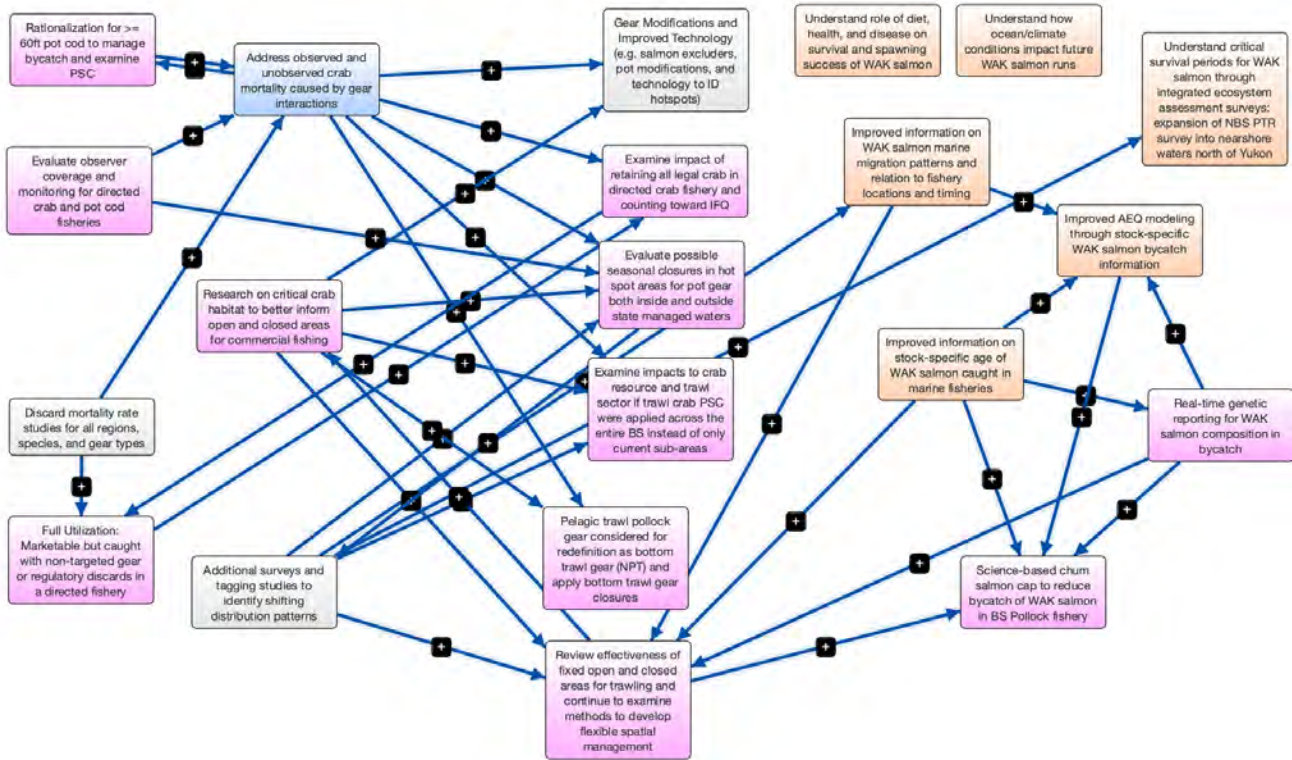 Rationalization for >=
60ft pot cod to manage
bycatch and examine
PSC
Address observed and
unobserved crab
mortality caused by gear
interactions
Gear Modifications and
Improved Technology
(e.g. salmon excluders,
pot modifications, and
technology to ID
hotspots)
Understand role of diet,
health, and disease on
survival and spawning
success of WAK salmon
Understand how
ocean/climate
conditions impact future
WAK salmon runs
Understand critical
survival periods for WAK
salmon through
integrated ecosystem
assessment surveys:
expansion of NBS PTR
survey into nearshore
waters north of Yukon
Evaluate observer
coverage and
monitoring for directed
crab and pot cod
fisheries
Examine impact of
retaining all legal crab in
directed crab fishery and
counting toward IFQ
Improved information on
WAK salmon marine
migration patterns and
relation to fishery
locations and timing
Improved AEQ modeling
through stock-specific
WAK salmon bycatch
information
Research on critical crab
habitat to better inform
open and closed areas
for commercial fishing
Evaluate possible
seasonal closures in hot
spot areas for pot gear
both inside and outside
state managed waters
Improved information on
stock-specific age of
WAK salmon caught in
marine fisheries
Examine impacts to crab
resource and trawl
sector if trawl crab PSC
were applied across the
entire BS instead of only
current sub-areas
Real-time genetic
reporting for WAK
salmon composition in
bycatch
Discard mortality rate
studies for all regions,
species, and gear types
Full Utilization:
Marketable but caught
with non-targeted gear
or regulatory discards in
a directed fishery
Additional surveys and
tagging studies to
identify shifting
distribution patterns
Pelagic trawl pollock
gear considered for
redefinition as bottom
trawl gear (NPT) and
apply bottom trawl gear
closures
Science-based chum
salmon cap to reduce
bycatch of WAK salmon
in BS Pollock fishery
Review effectiveness of
fixed open and closed
areas for trawling and
continue to examine
methods to develop
flexible spatial
management